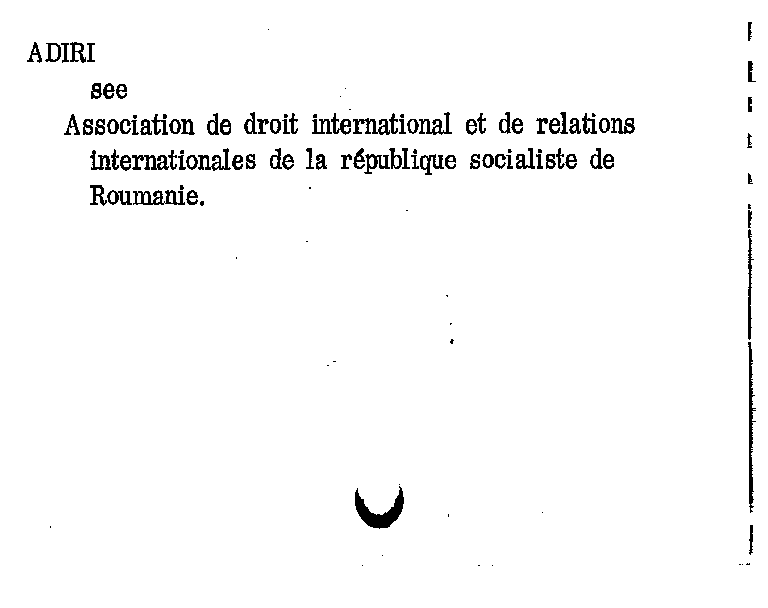 ADIRI
see
Association de droit international et de relations
internationales de la république socialiste de
Roumanie.